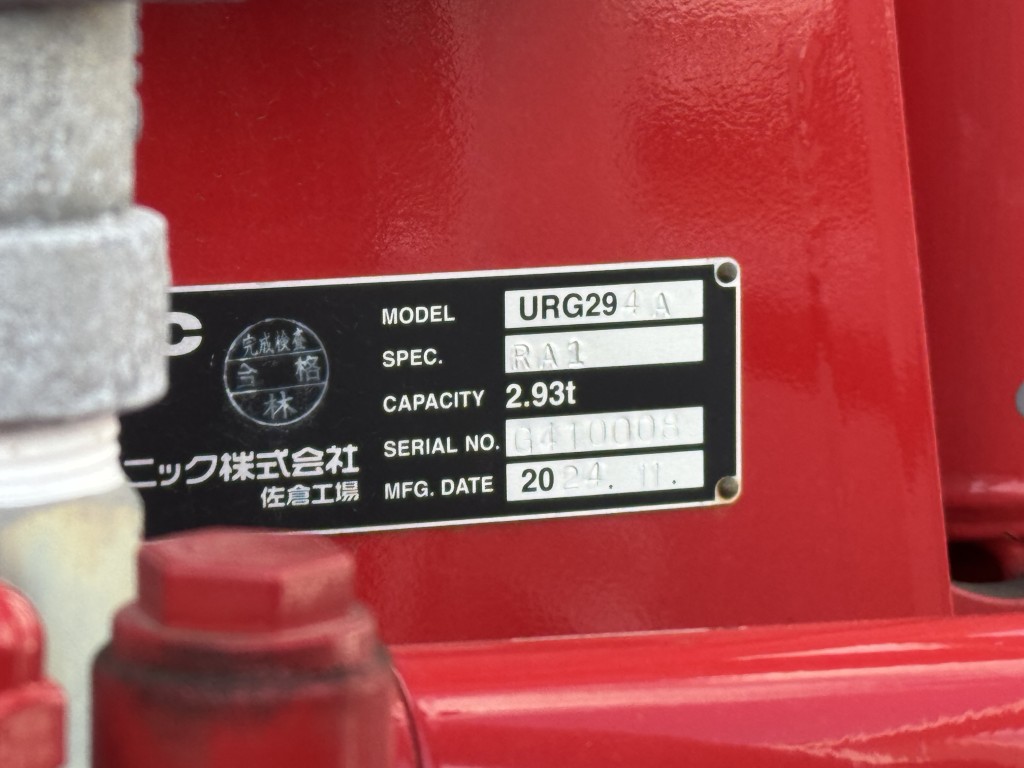 C
完成検査
合格
林
ニック株式会社
佐倉工場
MODEL URG294A
SPEC. RA1
CAPACITY 2.93t
SERIAL NO. G410008
MFG. DATE 2024. 11.